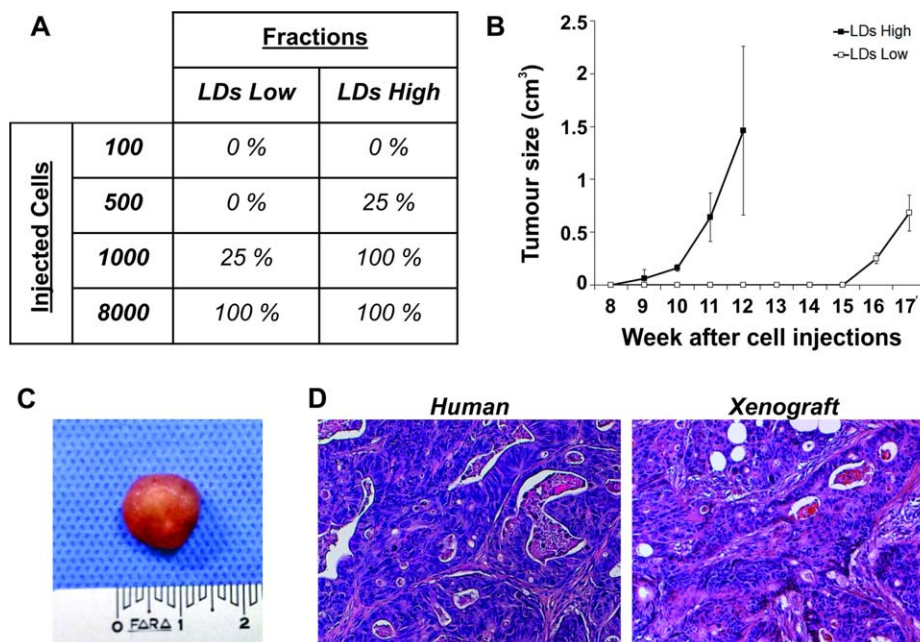 A
Fractions
LDs Low LDs High
Injected Cells
100 0 % 0 %
500 0 % 25 %
1000 25 % 100 %
8000 100 % 100 %
B
LDs High
LDs Low
Tumour size (cm³)
2.5
2
1.5
1
0.5
0
8 9 10 11 12 13 14 15 16 17
Week after cell injections
C
0 FARA 1 2
D
Human
Xenograft